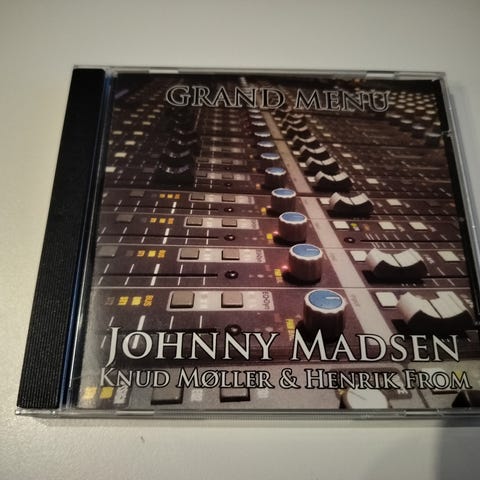 GRAND MENU
JOHNNY MADSEN
KNUD MØLLER & HENRIK FROM